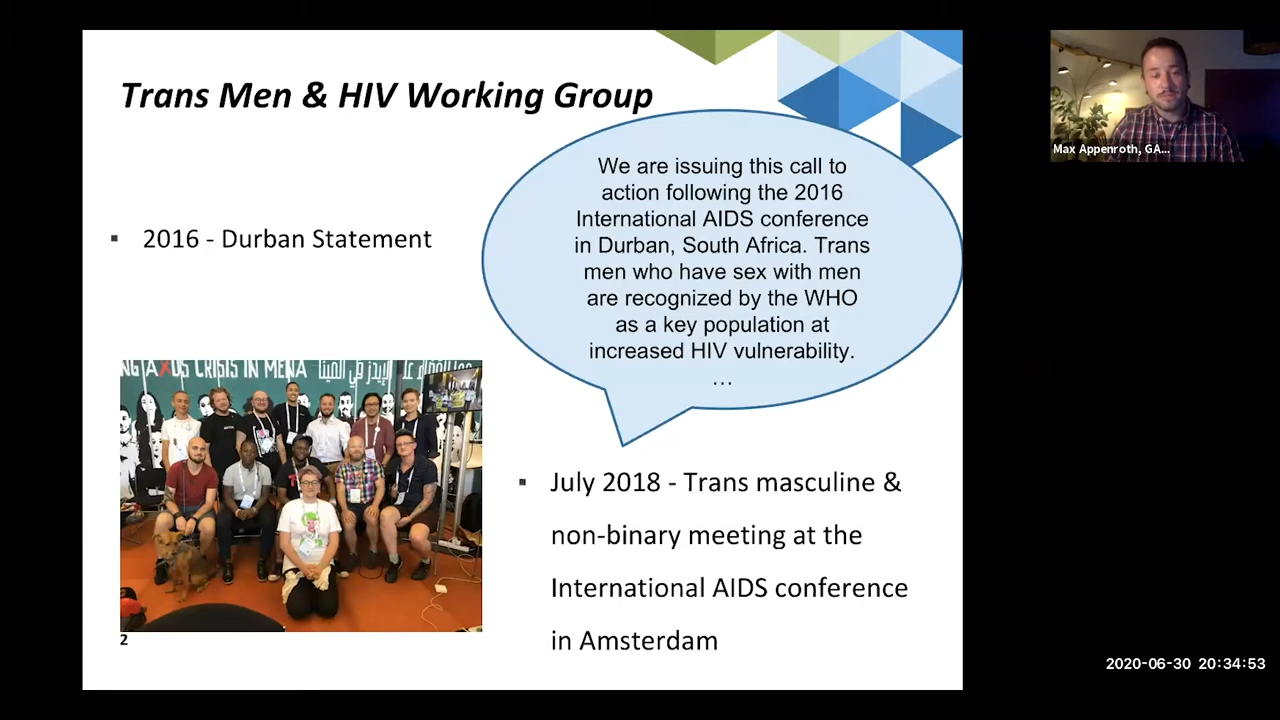 Trans Men & HIV Working Group
We are issuing this call to
action following the 2016
International AIDS conference
in Durban, South Africa. Trans
men who have sex with men
are recognized by the WHO
as a key population at
increased HIV vulnerability.
…
▪ 2016 - Durban Statement
CRISIS IN MENA
▪ July 2018 - Trans masculine &
non-binary meeting at the
International AIDS conference
in Amsterdam
2
Max Appenroth, GA...
2020-06-30 20:34:53